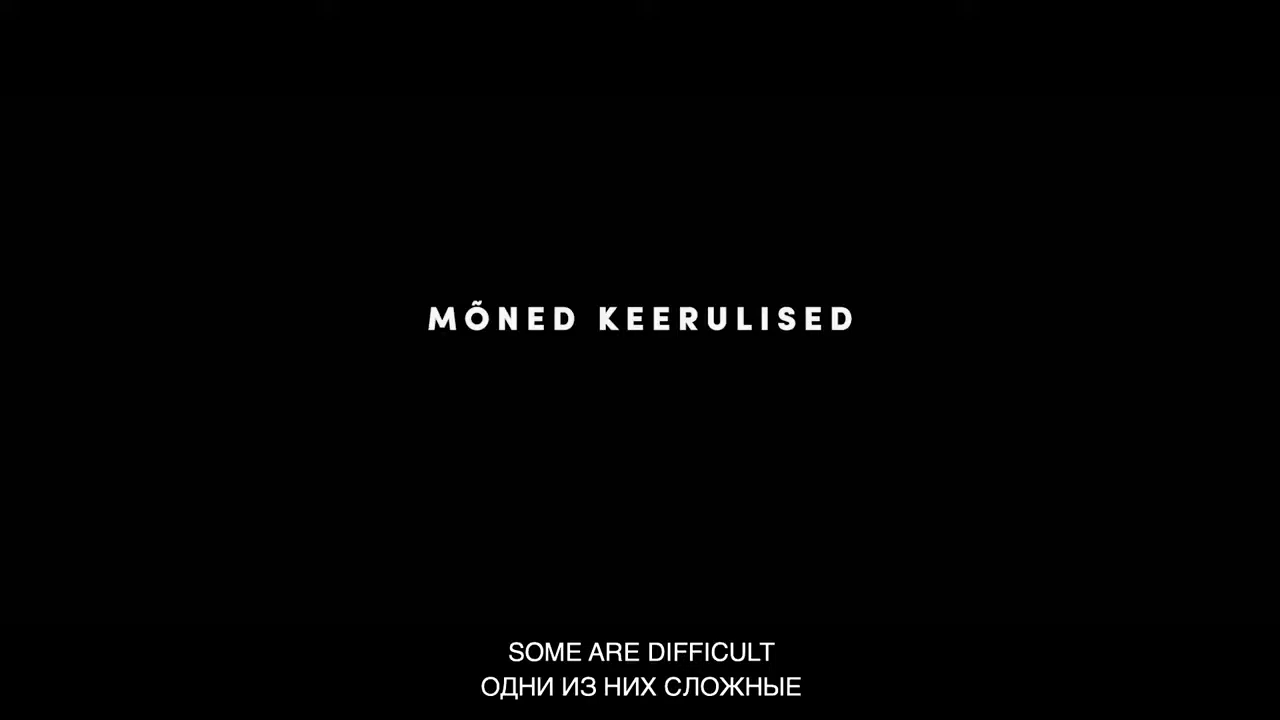 MÕNED KEERULISED
SOME ARE DIFFICULT
ОДНИ ИЗ НИХ СЛОЖНЫЕ